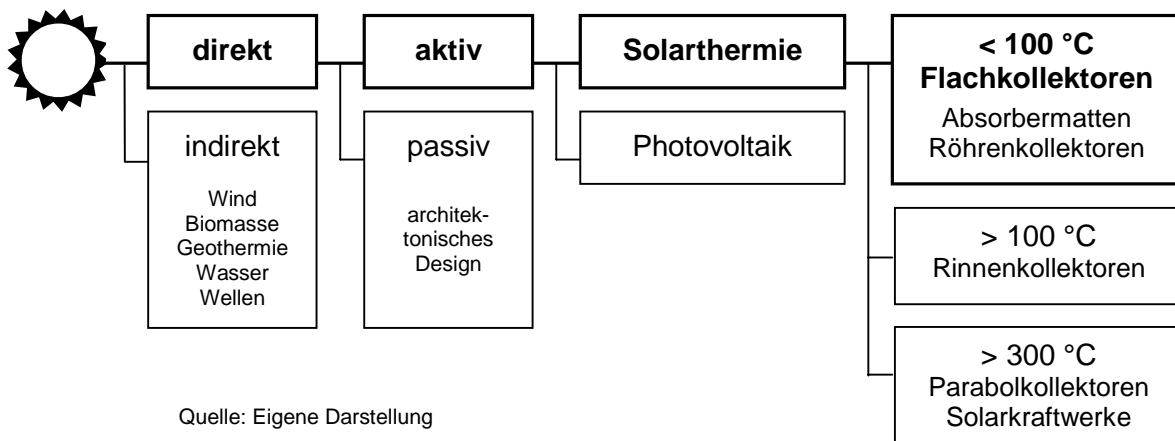 direkt
aktiv
Solarthermie
< 100 °C
Flachkollektoren
Absorbermatten
Röhrenkollektoren
indirekt
Wind
Biomasse
Geothermie
Wasser
Wellen
passiv
architek-
tonisches
Design
Photovoltaik
> 100 °C
Rinnenkollektoren
> 300 °C
Parabolkollektoren
Solarkraftwerke
Quelle: Eigene Darstellung